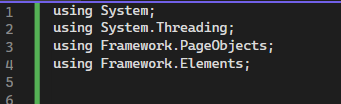 1 using System;
2 using System.Threading;
3 using Framework.PageObjects;
4 using Framework.Elements;
5
6